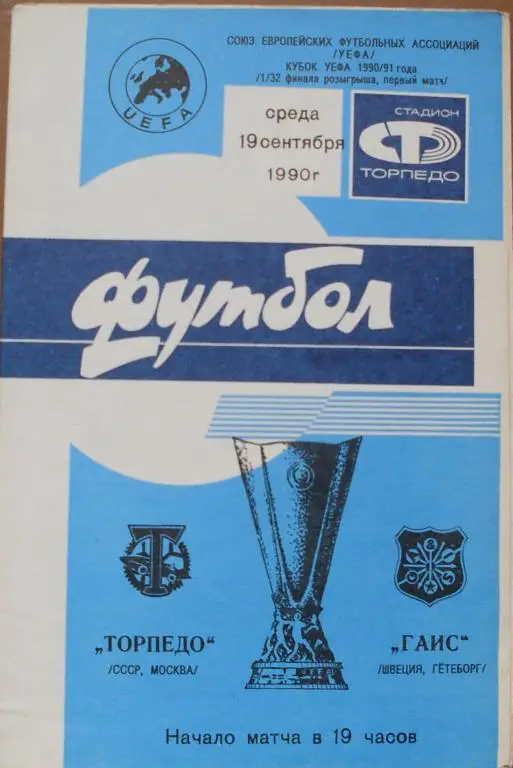 СОЮЗ ЕВРОПЕЙСКИХ ФУТБОЛЬНЫХ АССОЦИАЦИЙ
/УЕФА/
КУБОК УЕФА 1990/91 года
/1/32 финала розыгрыша, первый матч/
UEFA
среда
19 сентября
1990г
СТАДИОН
ТОРПЕДО
футбол
Т
„ТОРПЕДО“
/СССР, МОСКВА/
„ГАИС“
/ШВЕЦИЯ, ГЁТЕБОРГ/
Начало матча в 19 часов